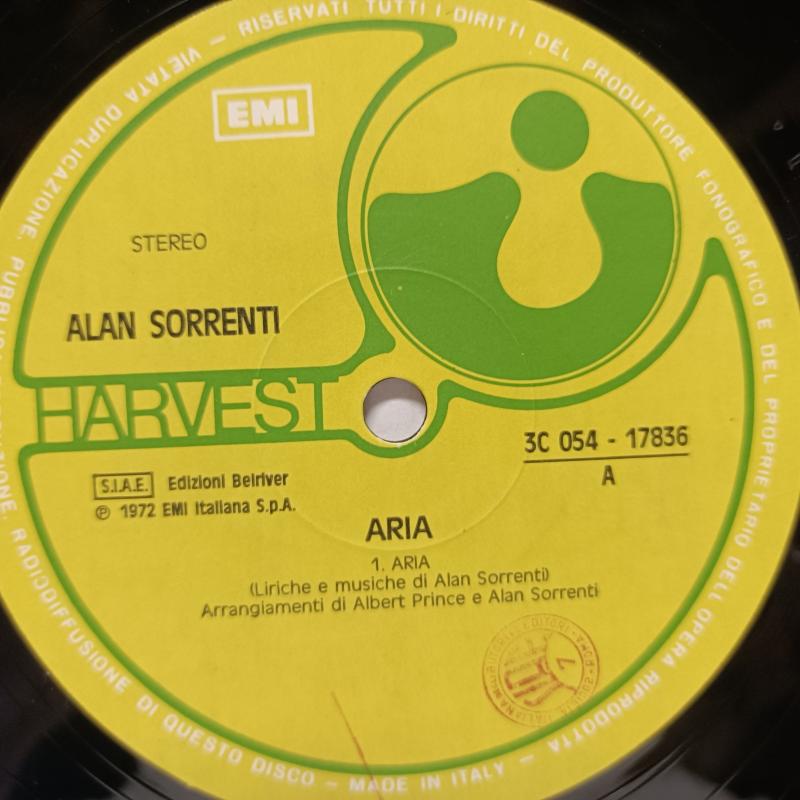 RISERVATI TUTTI I DIRITTI DEL PRODUTTORE FONOGRAFICO E DEL PROPRIETARIO DELL'OPERA RIPRODOTTA - MADE IN ITALY -
VIETATA DUPLICAZIONE. RADIODIFFUSIONE DI QUESTO DISCO -
EMI
STEREO
ALAN SORRENTI
HARVEST
3C 054 - 17836
A
S.I.A.E. Edizioni Belriver
℗ 1972 EMI Italiana S.p.A.
ARIA
1. ARIA
(Liriche e musiche di Alan Sorrenti)
Arrangiamenti di Albert Prince e Alan Sorrenti